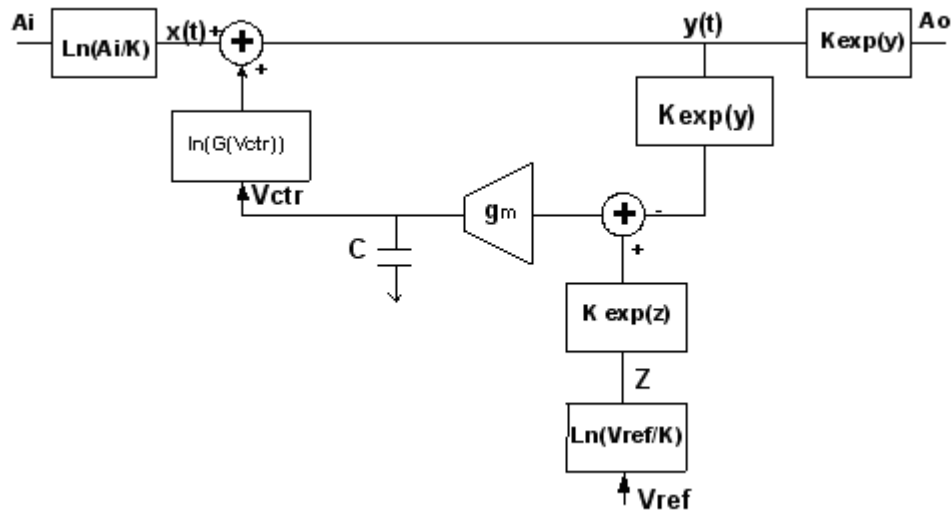 Ai
Ln(Ai/K)
x(t)+
+
+
y(t)
Kexp(y)
Ao
Kexp(y)
ln(G(Vctr))
Vctr
gm
+
-
+
C
K exp(z)
Z
Ln(Vref/K)
Vref